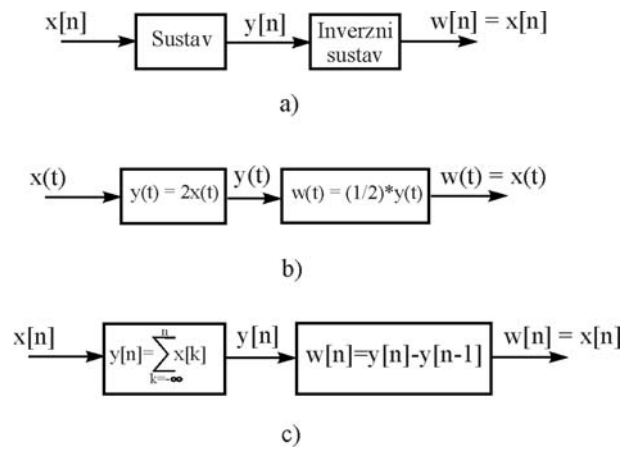 x[n]
Sustav
y[n]
Inverzni
sustav
w[n] = x[n]
a)
x(t)
y(t) = 2x(t)
y(t)
w(t) = (1/2)*y(t)
w(t) = x(t)
b)
x[n]
y[n]=∑x[k]
n
k=-∞
y[n]
w[n]=y[n]-y[n-1]
w[n] = x[n]
c)